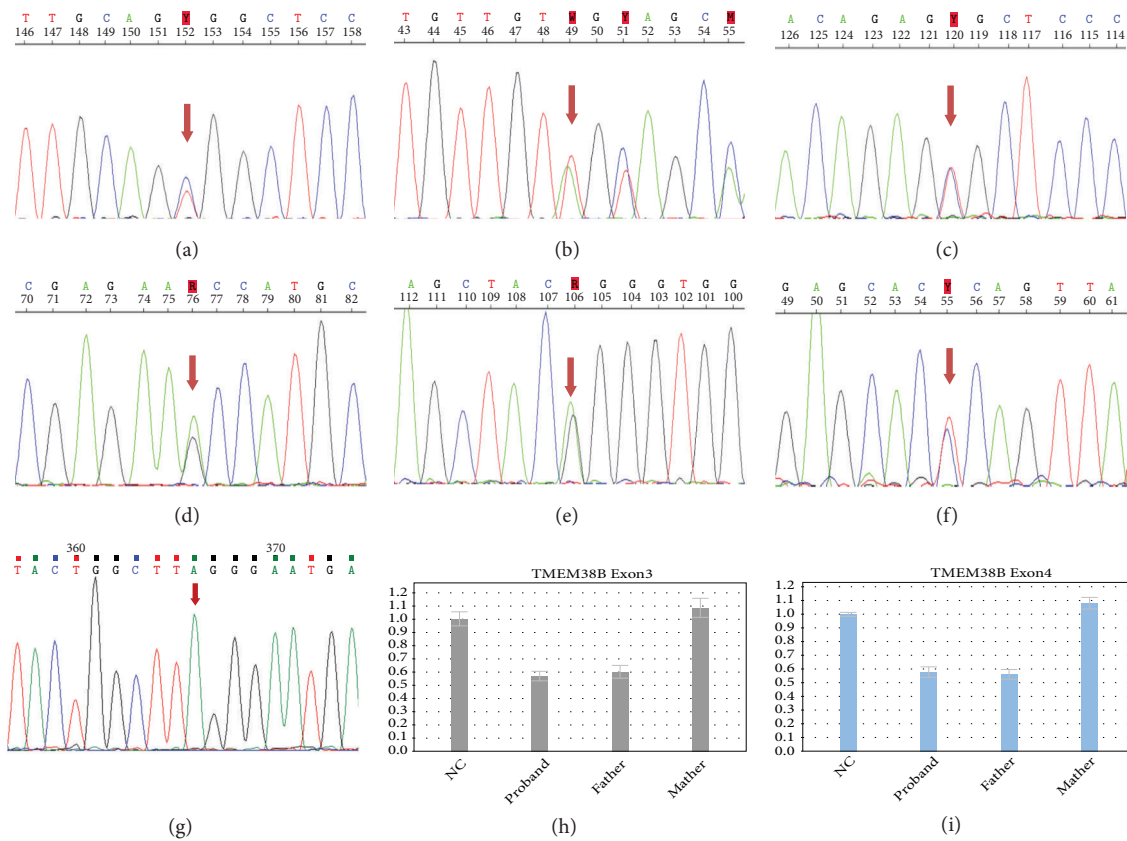 T T G C A G Y G G C T C C
146 147 148 149 150 151 152 153 154 155 156 157 158
(a)
T G T T G T W G Y A G C M
43 44 45 46 47 48 49 50 51 52 53 54 55
(b)
A C A G A G Y G C T C C C
126 125 124 123 122 121 120 119 118 117 116 115 114
(c)
C G A G A A R C C A T G C
70 71 72 73 74 75 76 77 78 79 80 81 82
(d)
A G C T A C R G G G T G G
112 111 110 109 108 107 106 105 104 103 102 101 100
(e)
G A G C A C Y C A G T T A
49 50 51 52 53 54 55 56 57 58 59 60 61
(f)
360 370
T A C T G G C T T A G G G A A T G A
(g)
TMEM38B Exon3
1.2
1.1
1.0
0.9
0.8
0.7
0.6
0.5
0.4
0.3
0.2
0.1
0.0
NC Proband Father Mather
(h)
TMEM38B Exon4
1.2
1.1
1.0
0.9
0.8
0.7
0.6
0.5
0.4
0.3
0.2
0.1
0.0
NC Proband Father Mather
(i)